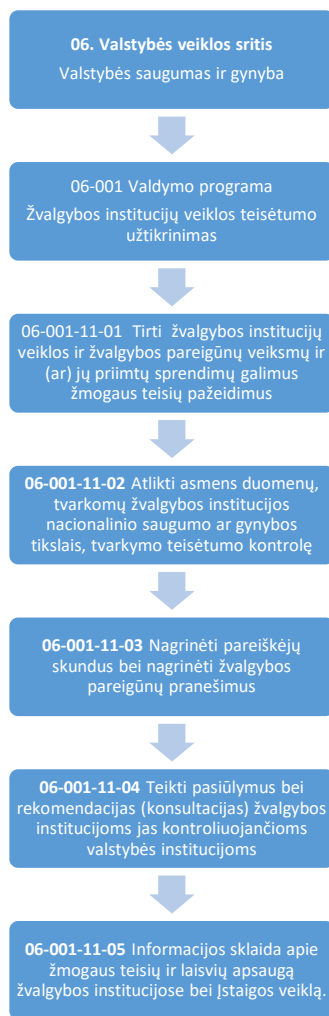 06. Valstybės veiklos sritis
Valstybės saugumas ir gynyba
06-001 Valdymo programa
Žvalgybos institucijų veiklos teisėtumo
užtikrinimas
06-001-11-01 Tirti žvalgybos institucijų
veiklos ir žvalgybos pareigūnų veiksmų ir
(ar) jų priimtų sprendimų galimus
žmogaus teisių pažeidimus
06-001-11-02 Atlikti asmens duomenų,
tvarkomų žvalgybos institucijos
nacionalinio saugumo ar gynybos
tikslais, tvarkymo teisėtumo kontrolę
06-001-11-03 Nagrinėti pareiškėjų
skundus bei nagrinėti žvalgybos
pareigūnų pranešimus
06-001-11-04 Teikti pasiūlymus bei
rekomendacijas (konsultacijas) žvalgybos
institucijoms jas kontroliuojančioms
valstybės institucijoms
06-001-11-05 Informacijos sklaida apie
žmogaus teisių ir laisvių apsaugą
žvalgybos institucijose bei Įstaigos veiklą.